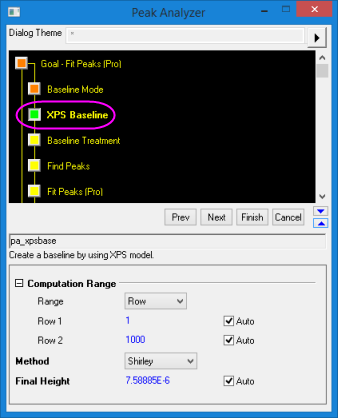 Peak Analyzer
Dialog Theme *
Goal - Fit Peaks (Pro)
Baseline Mode
XPS Baseline
Baseline Treatment
Find Peaks
Fit Peaks (Pro)
Prev Next Finish Cancel
pa_xpsbase
Create a baseline by using XPS model.
Computation Range
Range Row
Row 1 1 Auto
Row 2 1000 Auto
Method Shirley
Final Height 7.58885E-6 Auto